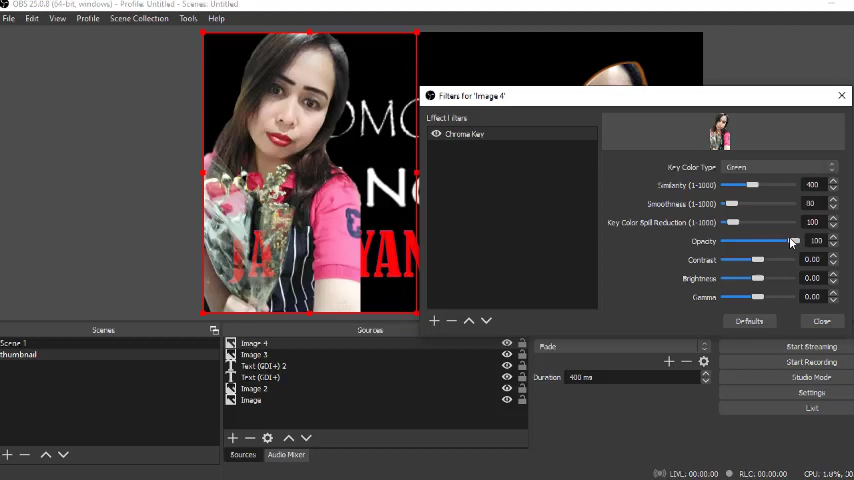 OBS 25.0.8 (64-bit, windows) - Profile: Untitled - Scenes: Untitled
File Edit View Profile Scene Collection Tools Help
Filters for 'Image 4'
Effect Filters
Chroma Key
Key Color Type Green
Similarity (1-1000) 400
Smoothness (1-1000) 80
Key Color Spill Reduction (1-1000) 100
Opacity 100
Contrast 0.00
Brightness 0.00
Gamma 0.00
Defaults Close
Scenes
Scene 1
thumbnail
Sources
Image 4
Image 3
Text (GDI+) 2
Text (GDI+)
Image 2
Image
Sources Audio Mixer
Fade
Duration 400 ms
Start Streaming
Start Recording
Studio Mode
Settings
Exit
LIVE: 00:00:00 REC: 00:00:00 CPU: 1.8%, 30